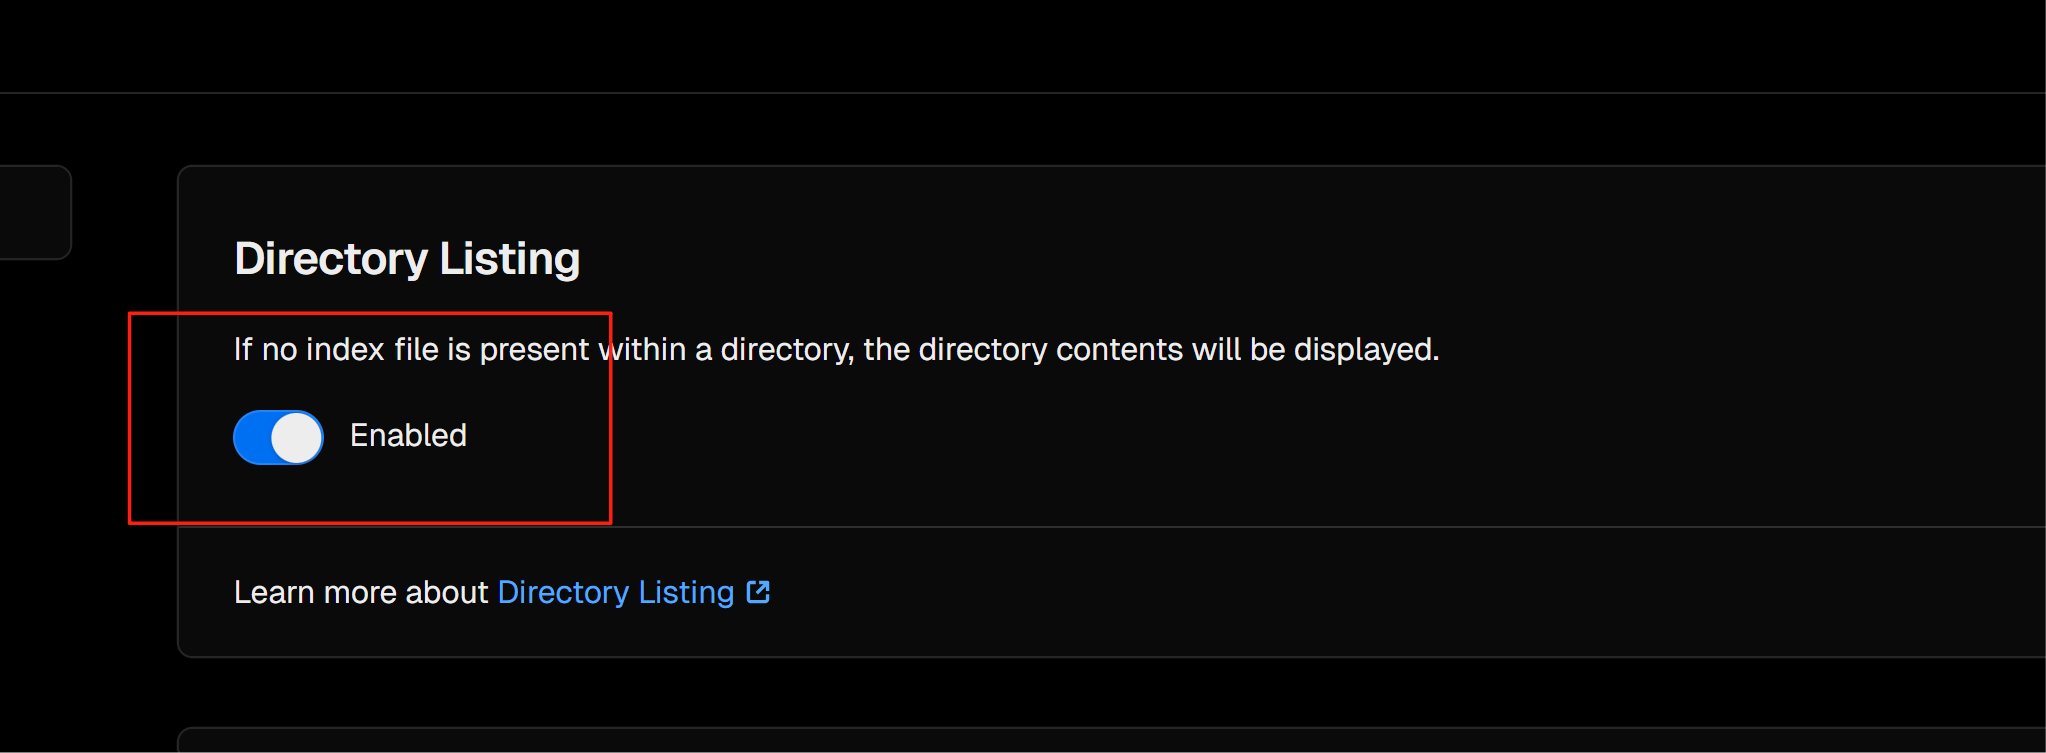 Directory Listing
If no index file is present within a directory, the directory contents will be displayed.
Enabled
Learn more about Directory Listing